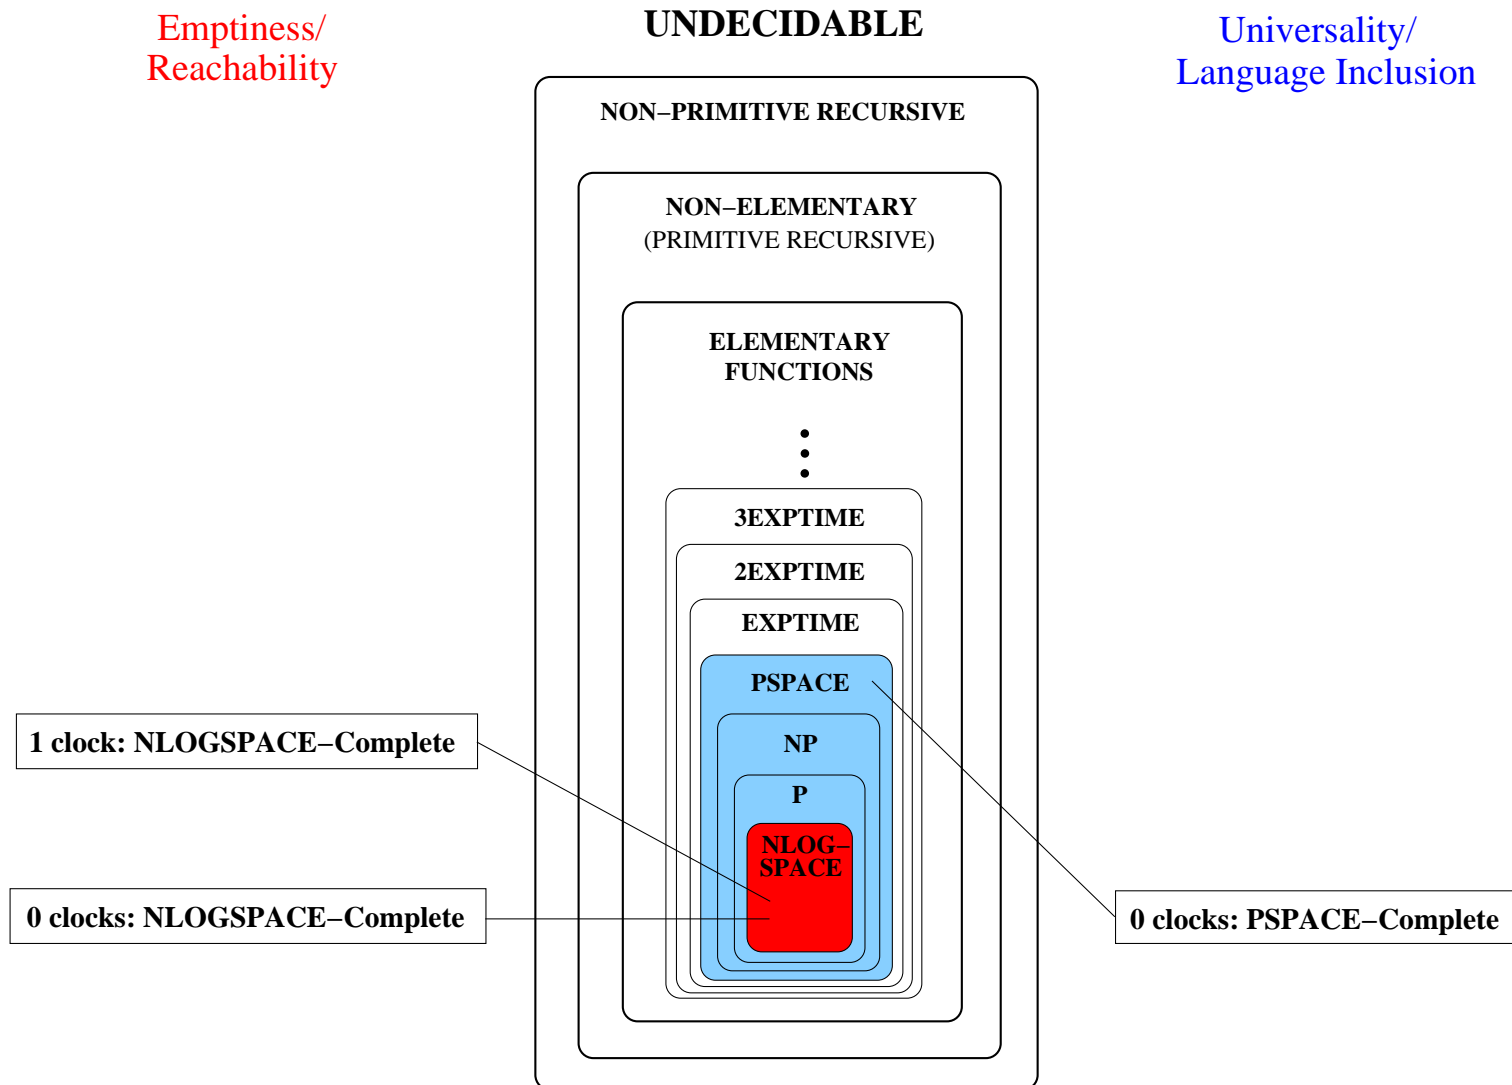 Emptiness/
Reachability
UNDECIDABLE
Universality/
Language Inclusion
NON–PRIMITIVE RECURSIVE
NON–ELEMENTARY
(PRIMITIVE RECURSIVE)
ELEMENTARY
FUNCTIONS
3EXPTIME
2EXPTIME
EXPTIME
PSPACE
NP
P
NLOG–
SPACE
1 clock: NLOGSPACE–Complete
0 clocks: NLOGSPACE–Complete
0 clocks: PSPACE–Complete